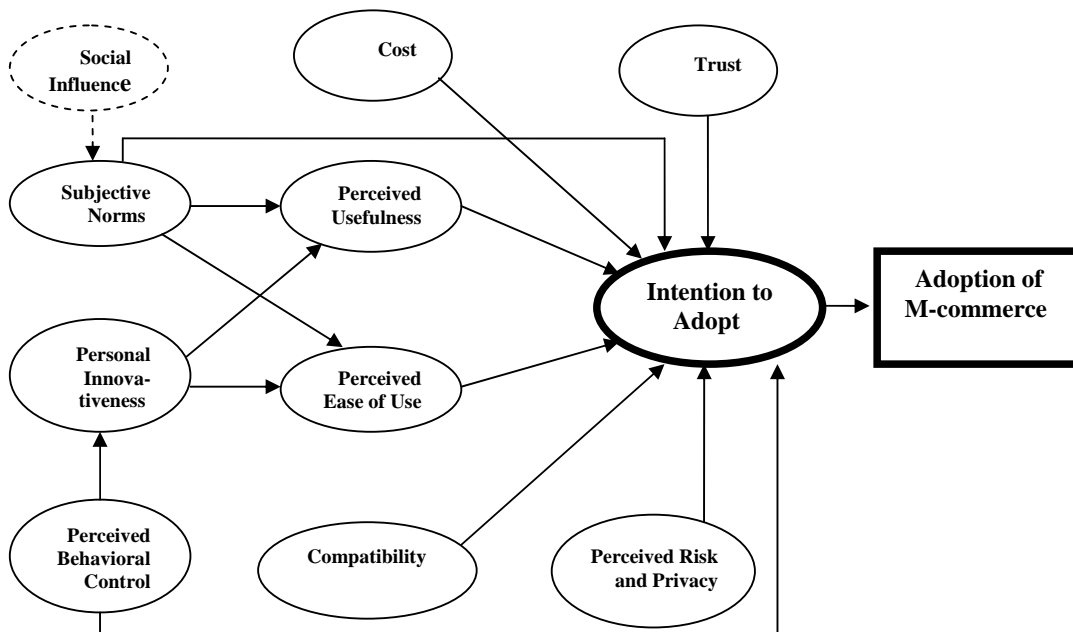 Social
Influence
Cost
Trust
Subjective
Norms
Perceived
Usefulness
Intention to
Adopt
Adoption of
M-commerce
Personal
Innova-
tiveness
Perceived
Ease of Use
Perceived
Behavioral
Control
Compatibility
Perceived Risk
and Privacy